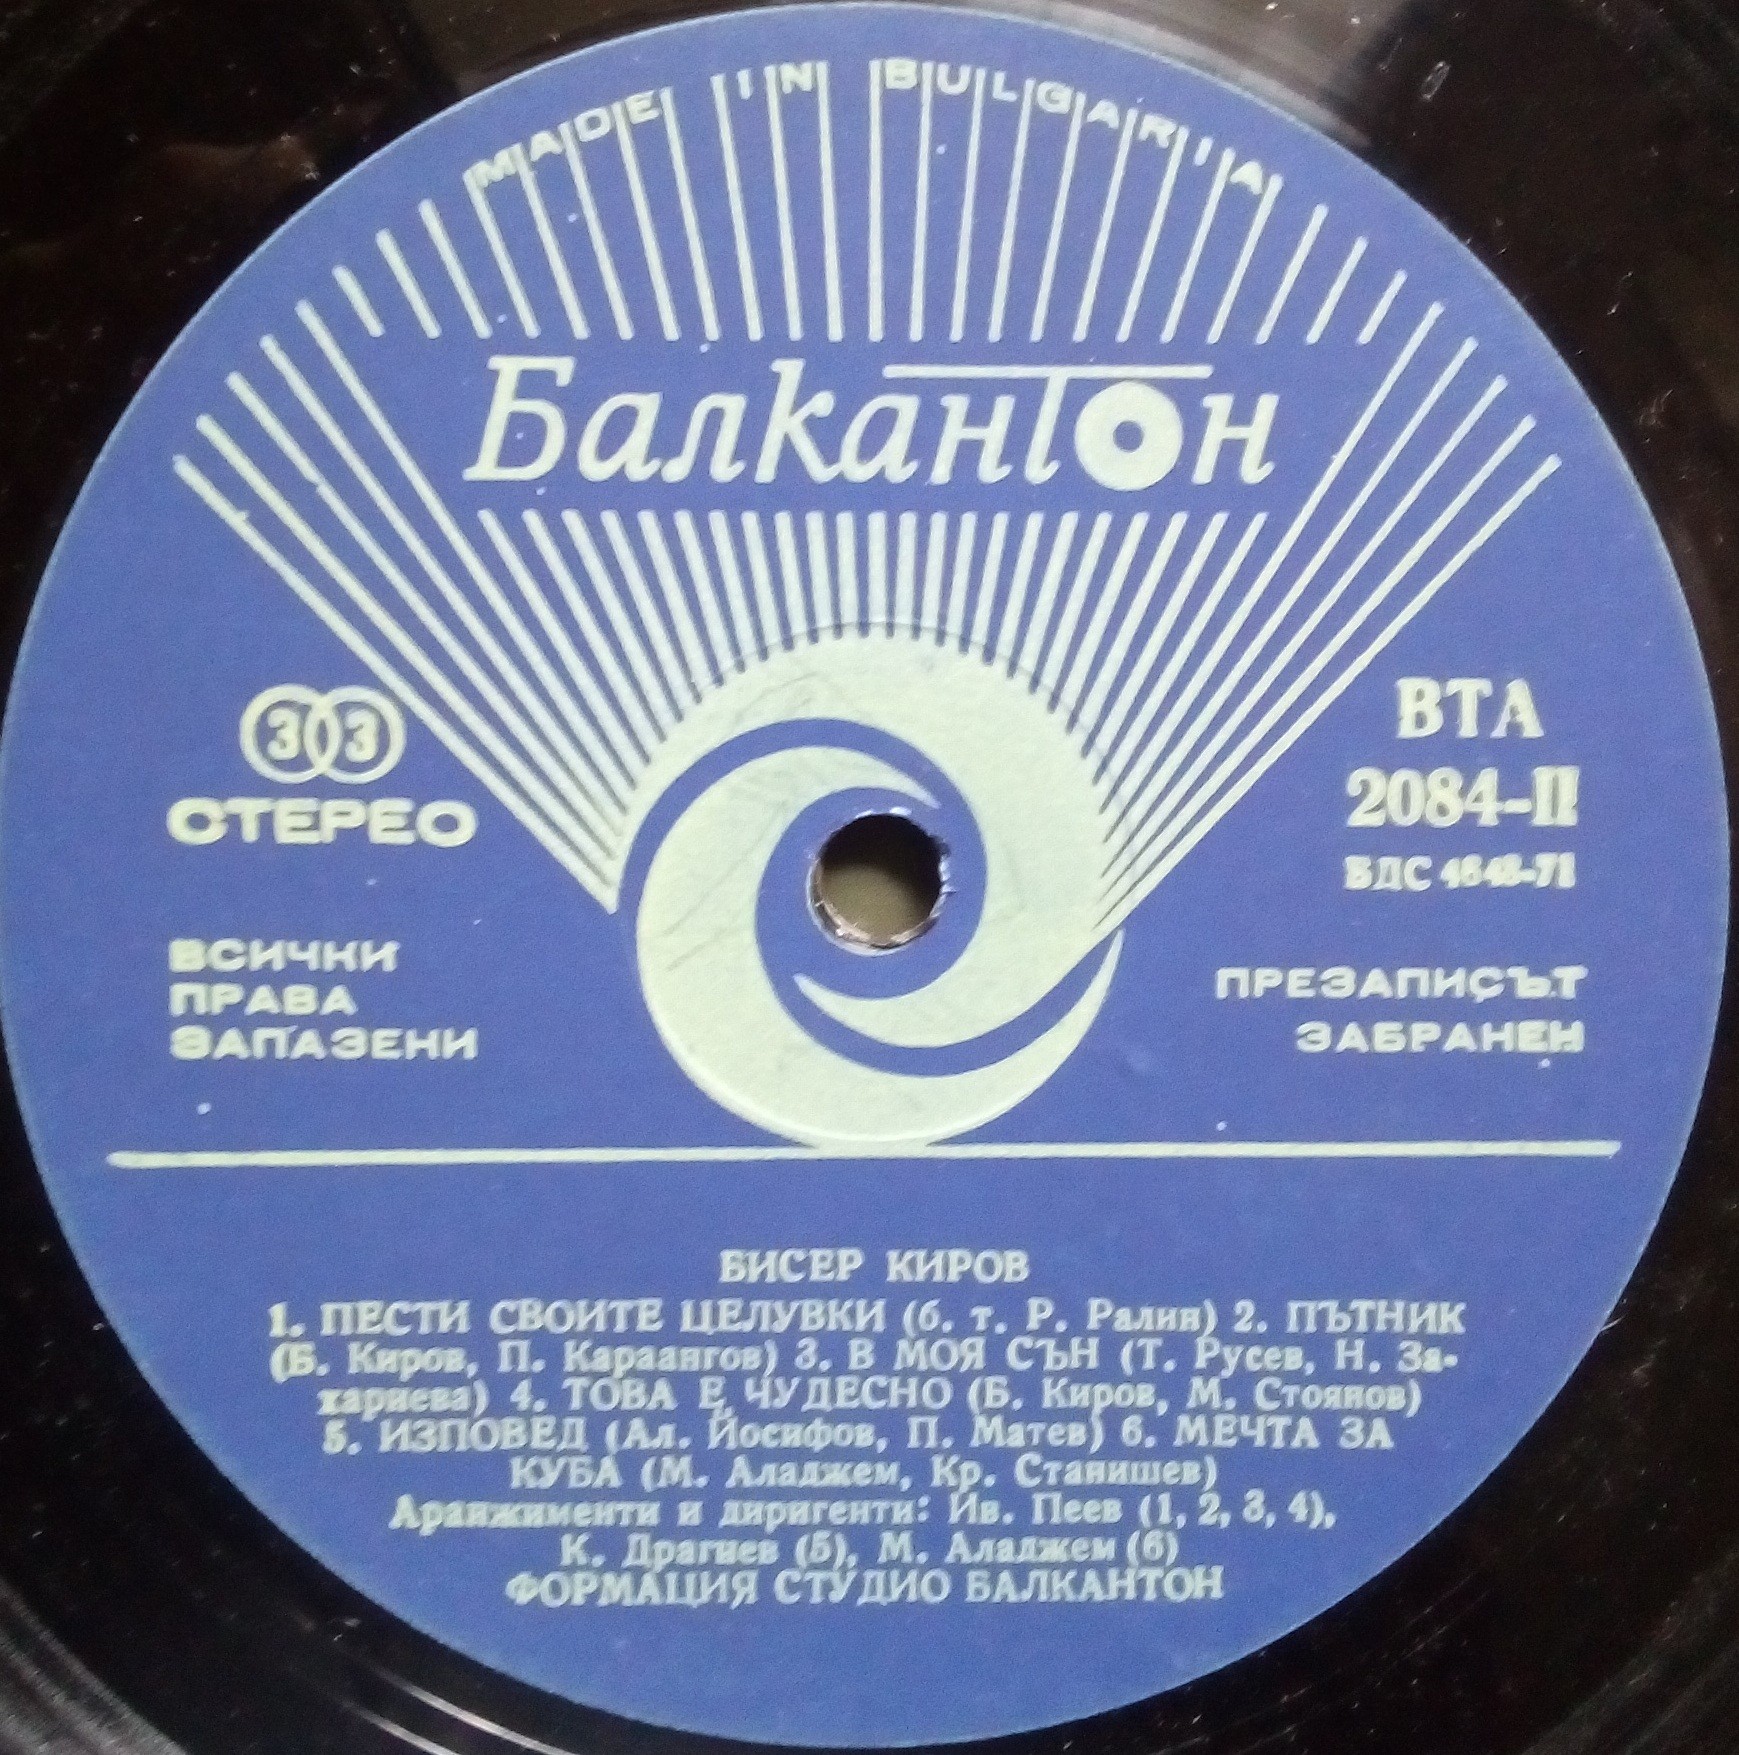 MADE IN BULGARIA
Балкантон
33
СТЕРЕО
ВТА
2084-II
БДС 4848-71
ВСИЧКИ
ПРАВА
ЗАПАЗЕНИ
ПРЕЗАПИСЪТ
ЗАБРАНЕН
БИСЕР КИРОВ
1. ПЕСТИ СВОИТЕ ЦЕЛУВКИ (б. т. Р. Ралин) 2. ПЪТНИК
(Б. Киров, П. Караангов) 3. В МОЯ СЪН (Т. Русев, Н. За-
хариева) 4. ТОВА Е ЧУДЕСНО (Б. Киров, М. Стоянов)
5. ИЗПОВЕД (Ал. Йосифов, П. Матев) 6. МЕЧТА ЗА
КУБА (М. Аладжем, Кр. Станишев)
Аранжименти и диригенти: Ив. Пеев (1, 2, 3, 4),
К. Драгиев (5), М. Аладжем (6)
ФОРМАЦИЯ СТУДИО БАЛКАНТОН